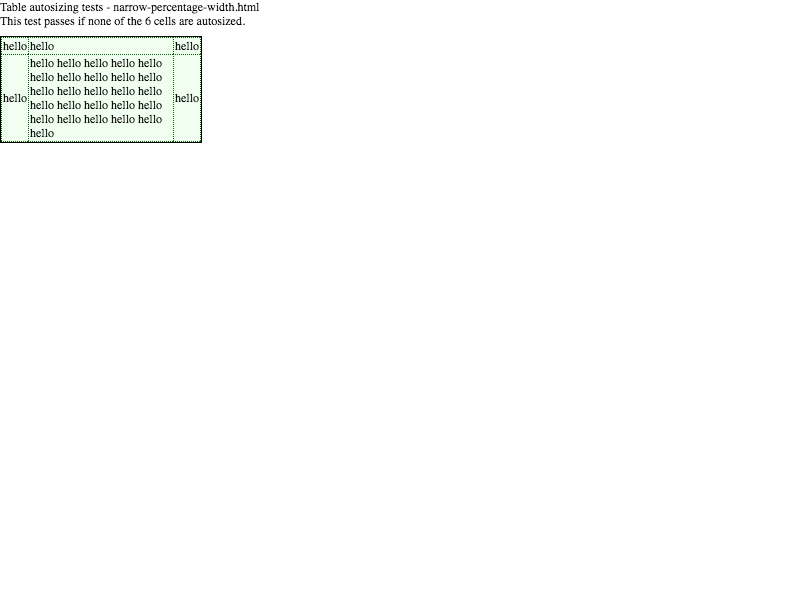 Table autosizing tests - narrow-percentage-width.html
This test passes if none of the 6 cells are autosized.
hello hello hello
hello hello hello hello hello hello hello
hello hello hello hello hello
hello hello hello hello hello
hello hello hello hello hello
hello hello hello hello hello
hello